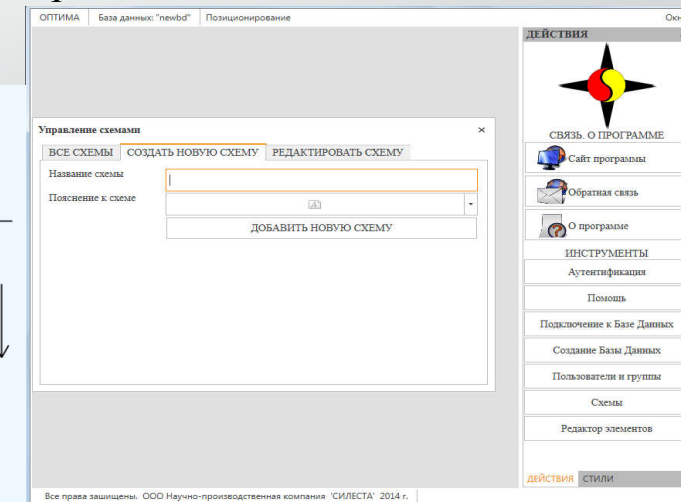 ОПТИМА База данных: "newbd" Позиционирование
ДЕЙСТВИЯ
Управление схемами ×
ВСЕ СХЕМЫ СОЗДАТЬ НОВУЮ СХЕМУ РЕДАКТИРОВАТЬ СХЕМУ
Название схемы
Пояснение к схеме
ДОБАВИТЬ НОВУЮ СХЕМУ
СВЯЗЬ. О ПРОГРАММЕ
Сайт программы
Обратная связь
О программе
ИНСТРУМЕНТЫ
Аутентификация
Помощь
Подключение к Базе Данных
Создание Базы Данных
Пользователи и группы
Схемы
Редактор элементов
ДЕЙСТВИЯ СТИЛИ
Все права защищены. ООО Научно-производственная компания 'СИЛЕСТА' 2014 г.